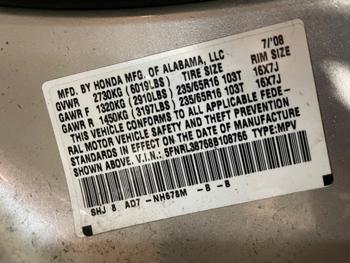 MFD. BY HONDA MFG. OF ALABAMA, LLC 7/'08
GVWR 2730KG (6019LBS) TIRE SIZE RIM SIZE
GAWR F 1320KG (2910LBS) 235/65R16 103T 16X7J
GAWR R 1450KG (3197LBS) 235/65R16 103T 16X7J
THIS VEHICLE CONFORMS TO ALL APPLICABLE FEDE-
RAL MOTOR VEHICLE SAFETY AND THEFT PREVENTION
STANDARDS IN EFFECT ON THE DATE OF MANUFACTURE
SHOWN ABOVE. V.I.N.: 5FNRL38768B108766 TYPE:MPV
SHJ 8 AD7 -NH678M -B -B